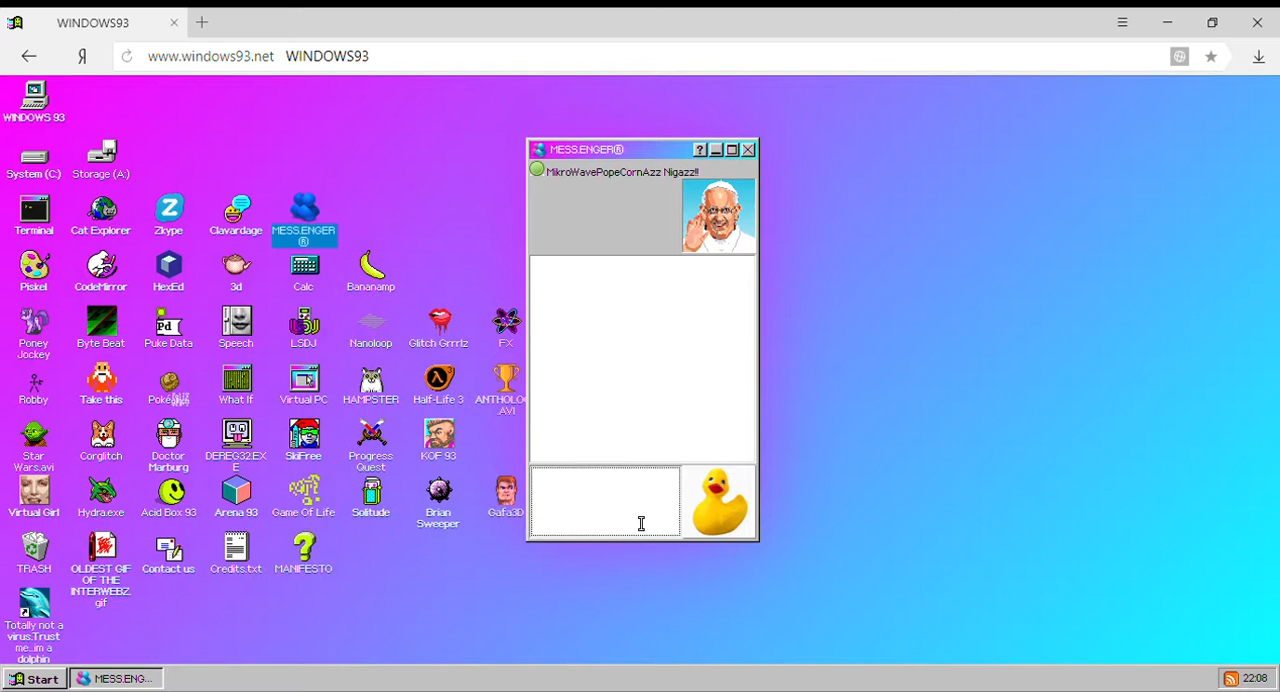 WINDOWS93
Я www.windows93.net WINDOWS93
WINDOWS 93
System (C:) Storage (A:)
Terminal Cat Explorer Zkype Clavardage MESS.ENGER
®
Piskel CodeMirror HexEd 3d Calc Bananamp
Poney
Jockey
Byte Beat Puke Data Speech LSDJ Nanoloop Glitch Grrrlz FX
Robby Take this What If Virtual PC HAMPSTER Half-Life 3 ANTHOLO
.AVI
Star
Wars.avi
Corglitch Doctor
Marburg
DEREG32.EX
E
SkiFree Progress
Quest
KOF 93
Virtual Girl Hydra.exe Acid Box 93 Arena 93 Game Of Life Solitude Brian
Sweeper
Gafa3D
TRASH OLDEST GIF
OF THE
INTERWEBZ.
gif
Contact us Credits.txt MANIFESTO
Totally not a
virus.Trust
me...im a
dolphin
MESS.ENGER®
MikroWavePopeCornAzz Nigazz!!
Start MESS.ENG... 22:08